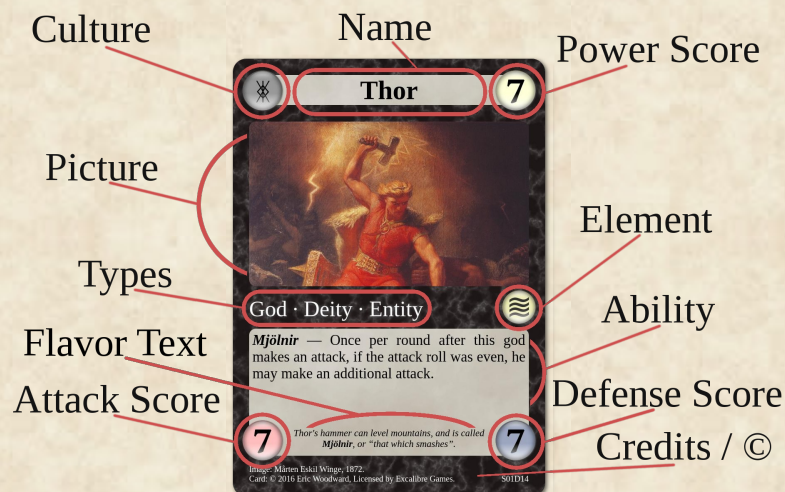 Culture
Name
Power Score
Thor
7
Picture
Element
Types
God · Deity · Entity
Ability
Flavor Text
Mjölnir — Once per round after this god
makes an attack, if the attack roll was even, he
may make an additional attack.
Attack Score
Defense Score
7
Thor's hammer can level mountains, and is called
Mjölnir, or “that which smashes”.
7
Credits / ©
Image: Mårten Eskil Winge, 1872.
Card: © 2016 Eric Woodward, Licensed by Excalibre Games.
S01D14